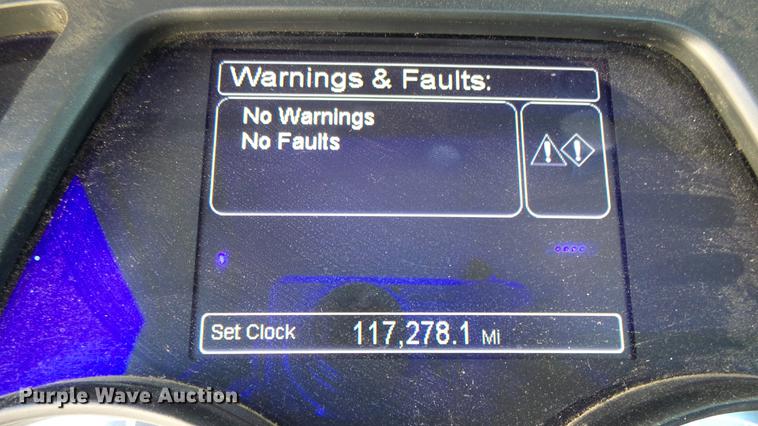 Warnings & Faults:
No Warnings
No Faults
Set Clock 117,278.1 Mi
Purple Wave Auction